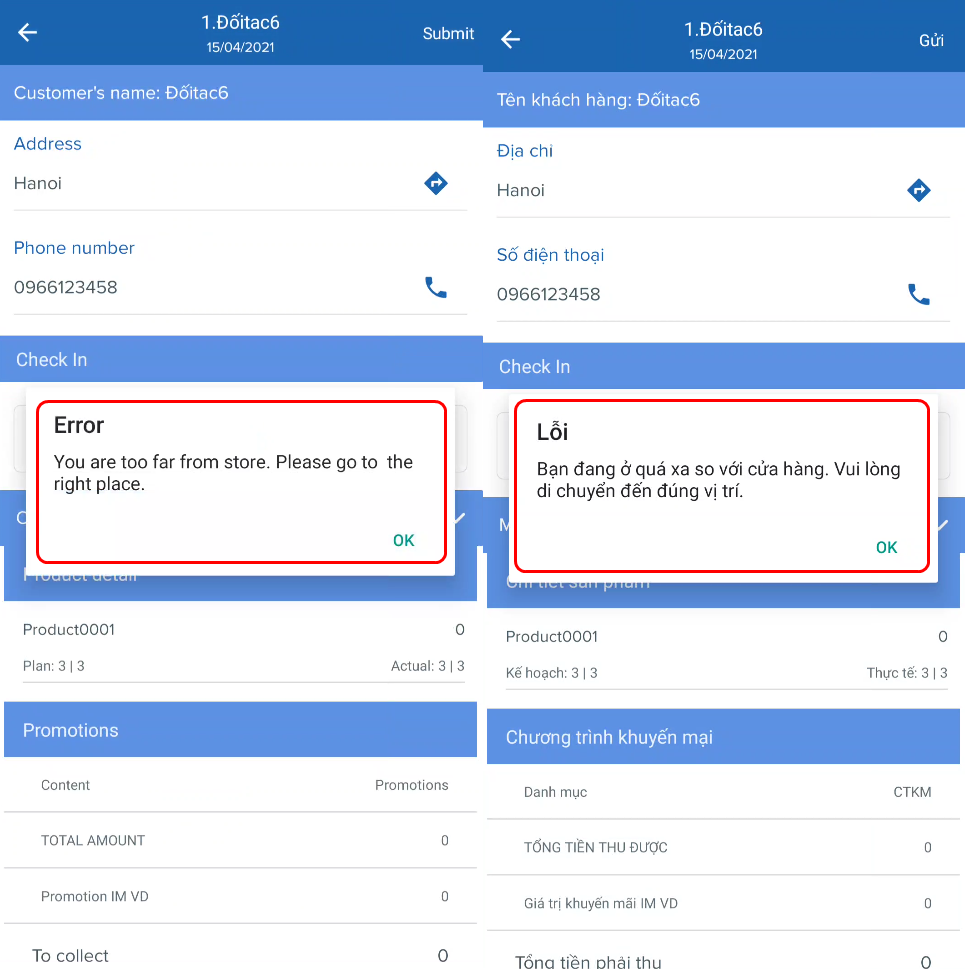 1.Đốitac6
15/04/2021
Submit
Customer's name: Đốitac6
Address
Hanoi
Phone number
0966123458
Check In
Error
You are too far from store. Please go to  the
right place.
OK
Product detail
Product0001 0
Plan: 3 | 3 Actual: 3 | 3
Promotions
Content Promotions
TOTAL AMOUNT 0
Promotion IM VD 0
To collect 0
1.Đốitac6
15/04/2021
Gửi
Tên khách hàng: Đốitac6
Địa chỉ
Hanoi
Số điện thoại
0966123458
Check In
Lỗi
Bạn đang ở quá xa so với cửa hàng. Vui lòng
di chuyển đến đúng vị trí.
OK
Chi tiết sản phẩm
Product0001 0
Kế hoạch: 3 | 3 Thực tế: 3 | 3
Chương trình khuyến mại
Danh mục CTKM
TỔNG TIỀN THU ĐƯỢC 0
Giá trị khuyến mãi IM VD 0
Tổng tiền phải thu 0